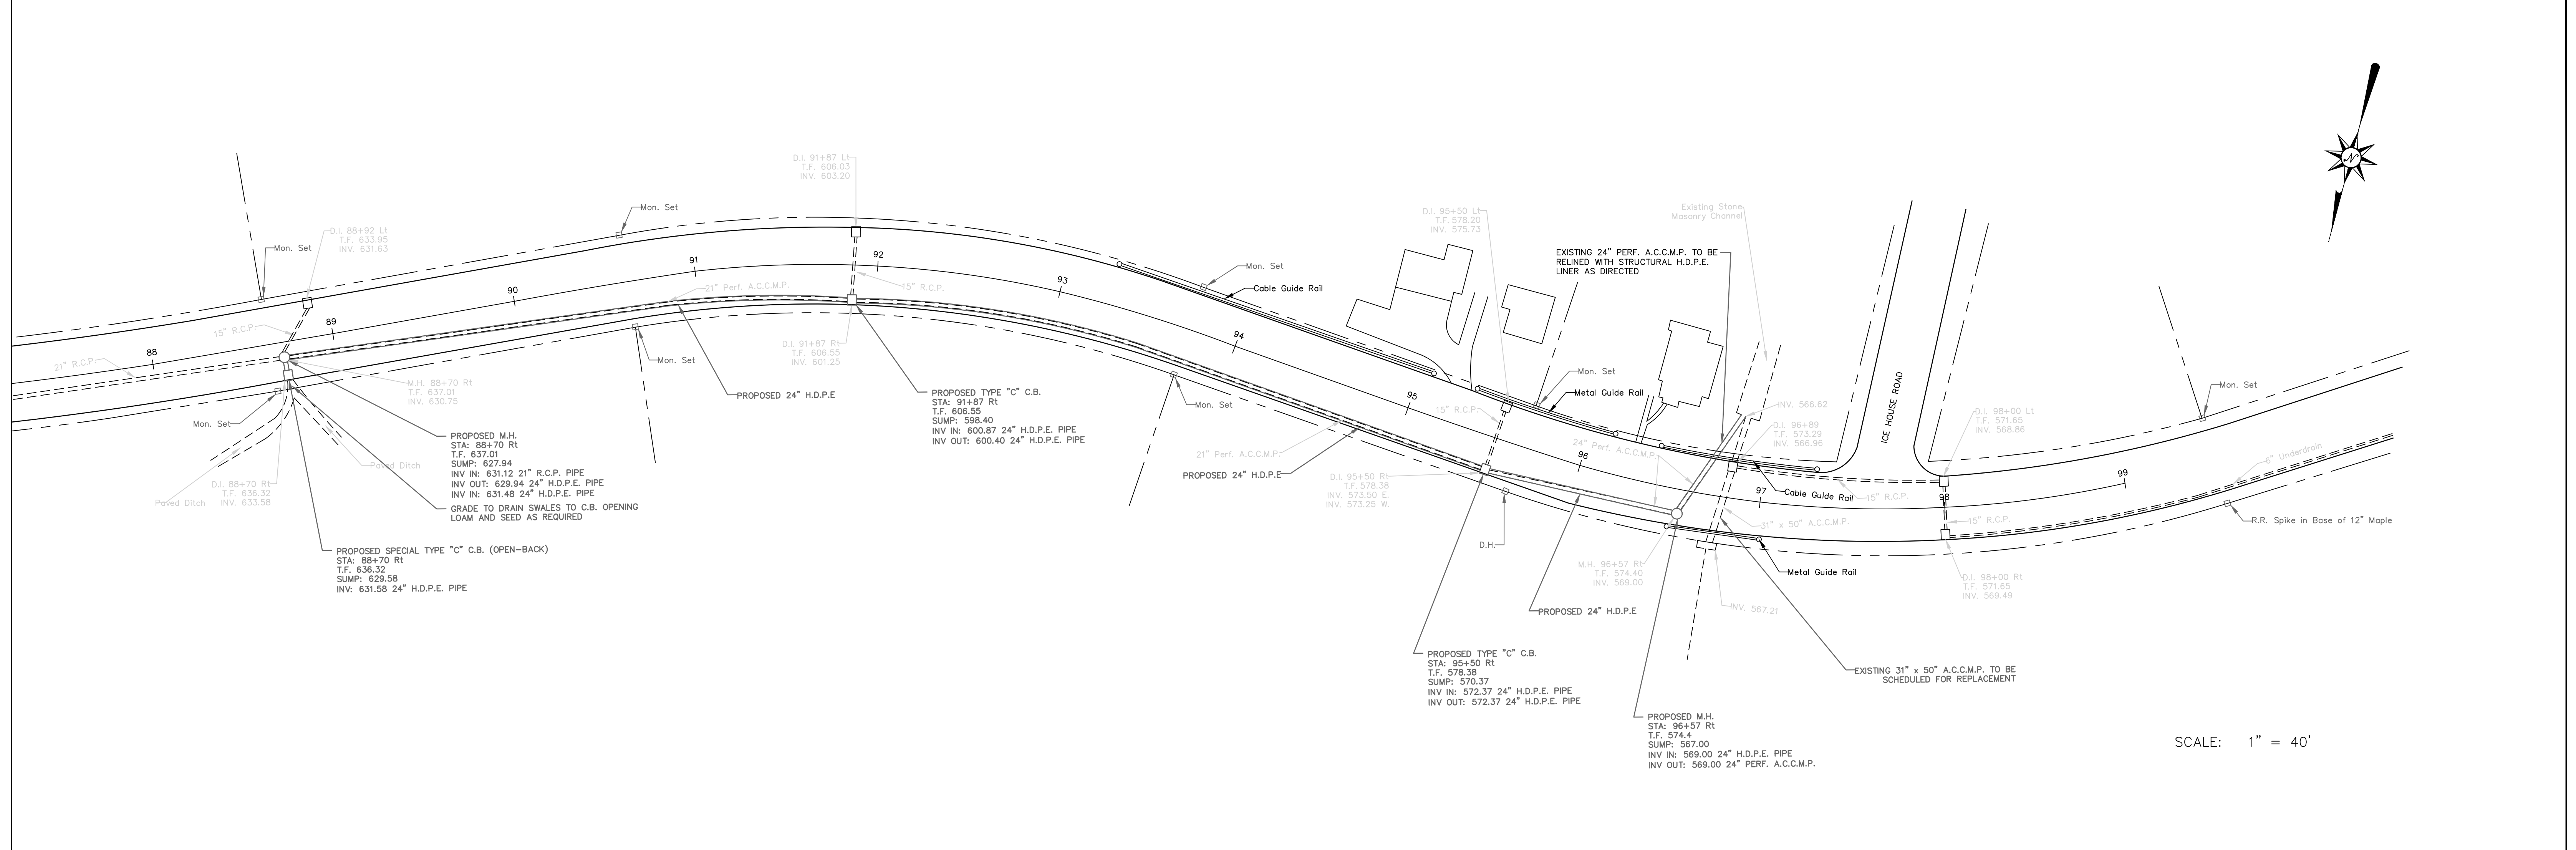 D.I. 91+87 Lt
T.F. 606.03
INV. 603.20
Mon. Set
Mon. Set
D.I. 88+92 Lt
T.F. 633.95
INV. 631.63
15" R.C.P.
21" R.C.P.
88
89
90
91
92
93
94
95
96
97
98
99
21" Perf. A.C.C.M.P.
15" R.C.P.
Mon. Set
Cable Guide Rail
D.I. 95+50 Lt
T.F. 578.20
INV. 575.73
EXISTING 24" PERF. A.C.C.M.P. TO BE
RELINED WITH STRUCTURAL H.D.P.E.
LINER AS DIRECTED
Existing Stone
Masonry Channel
N
Mon. Set
Metal Guide Rail
ICE HOUSE ROAD
INV. 566.62
D.I. 96+89
T.F. 573.29
INV. 566.96
D.I. 98+00 Lt
T.F. 571.65
INV. 568.86
Mon. Set
6" Underdrain
R.R. Spike in Base of 12" Maple
15" R.C.P.
24" Perf. A.C.C.M.P.
Cable Guide Rail
15" R.C.P.
15" R.C.P.
31" x 50" A.C.C.M.P.
D.I. 91+87 Rt
T.F. 606.55
INV. 601.25
Mon. Set
PROPOSED 24" H.D.P.E
PROPOSED TYPE "C" C.B.
STA: 91+87 Rt
T.F. 606.55
SUMP: 598.40
INV IN: 600.87 24" H.D.P.E. PIPE
INV OUT: 600.40 24" H.D.P.E. PIPE
Mon. Set
M.H. 88+70 Rt
T.F. 637.01
INV. 630.75
Mon. Set
PROPOSED M.H.
STA: 88+70 Rt
T.F. 637.01
SUMP: 627.94
INV IN: 631.12 21" R.C.P. PIPE
INV OUT: 629.94 24" H.D.P.E. PIPE
INV IN: 631.48 24" H.D.P.E. PIPE
Paved Ditch
Paved Ditch
D.I. 88+70 Rt
T.F. 636.32
INV. 633.58
GRADE TO DRAIN SWALES TO C.B. OPENING
LOAM AND SEED AS REQUIRED
PROPOSED SPECIAL TYPE "C" C.B. (OPEN-BACK)
STA: 88+70 Rt
T.F. 636.32
SUMP: 629.58
INV: 631.58 24" H.D.P.E. PIPE
21" Perf. A.C.C.M.P.
PROPOSED 24" H.D.P.E
D.I. 95+50 Rt
T.F. 578.38
INV. 573.50 E.
INV. 573.25 W.
D.H.
M.H. 96+57 Rt
T.F. 574.40
INV. 569.00
Metal Guide Rail
D.I. 98+00 Rt
T.F. 571.65
INV. 569.49
INV. 567.21
PROPOSED 24" H.D.P.E
PROPOSED TYPE "C" C.B.
STA: 95+50 Rt
T.F. 578.38
SUMP: 570.37
INV IN: 572.37 24" H.D.P.E. PIPE
INV OUT: 572.37 24" H.D.P.E. PIPE
EXISTING 31" x 50" A.C.C.M.P. TO BE
SCHEDULED FOR REPLACEMENT
PROPOSED M.H.
STA: 96+57 Rt
T.F. 574.4
SUMP: 567.00
INV IN: 569.00 24" H.D.P.E. PIPE
INV OUT: 569.00 24" PERF. A.C.C.M.P.
SCALE: 1" = 40'